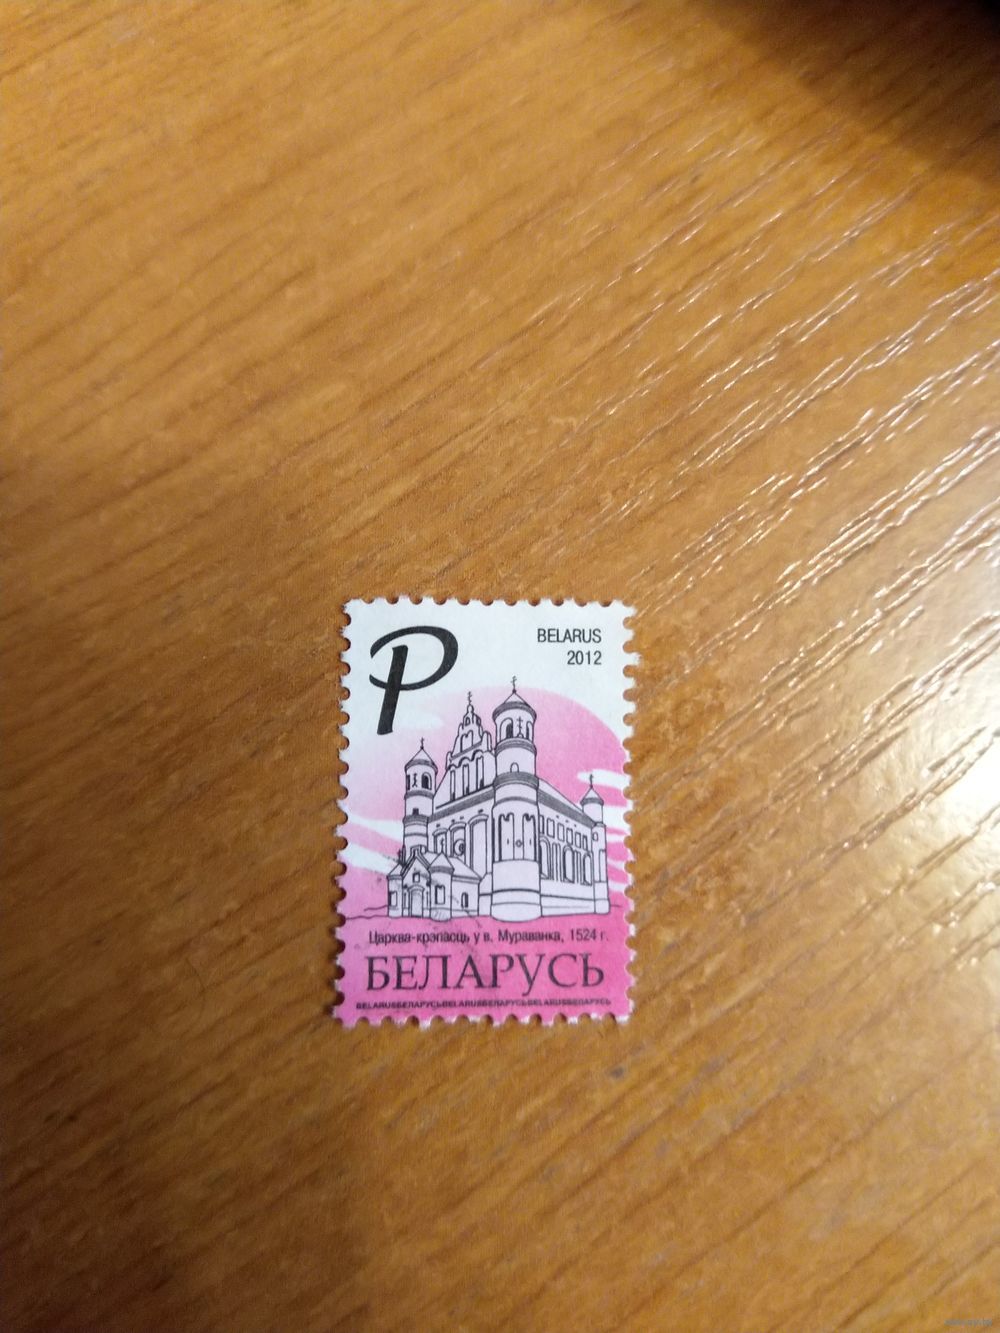 P
BELARUS
2012
Царква-крэпасць у в. Мураванка, 1524 г.
БЕЛАРУСЬ
BELARUSБЕЛАРУСЬBELARUSБЕЛАРУСЬBELARUSБЕЛАРУСЬ